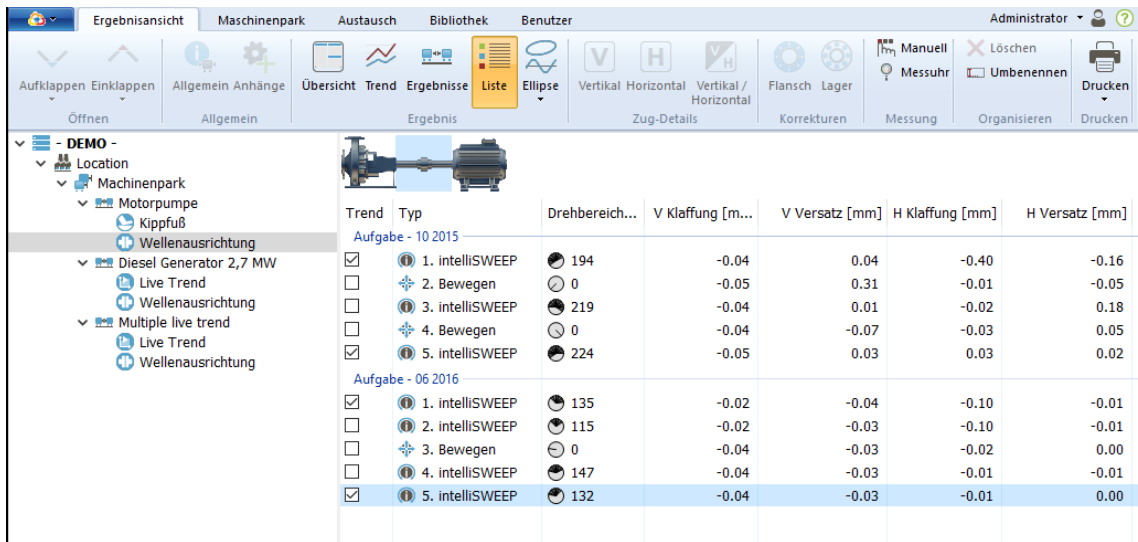 Ergebnisansicht Maschinenpark Austausch Bibliothek Benutzer Administrator ?
Aufklappen Einklappen Allgemein Anhänge Übersicht Trend Ergebnisse Liste Ellipse Vertikal Horizontal Vertikal / Horizontal Flansch Lager Manuell Messuhr Löschen Umbenennen Drucken
Öffnen Allgemein Ergebnis Zug-Details Korrekturen Messung Organisieren Drucken
- DEMO -
Location
Machinenpark
Motorpumpe
Kippfuß
Wellenausrichtung
Diesel Generator 2,7 MW
Live Trend
Wellenausrichtung
Multiple live trend
Live Trend
Wellenausrichtung
Trend Typ Drehbereich... V Klaffung [m... V Versatz [mm] H Klaffung [mm] H Versatz [mm]
Aufgabe - 10 2015
1. intelliSWEEP 194 -0.04 0.04 -0.40 -0.16
2. Bewegen 0 -0.05 0.31 -0.01 -0.05
3. intelliSWEEP 219 -0.04 0.01 -0.02 0.18
4. Bewegen 0 -0.04 -0.07 -0.03 0.05
5. intelliSWEEP 224 -0.05 0.03 0.03 0.02
Aufgabe - 06 2016
1. intelliSWEEP 135 -0.02 -0.04 -0.10 -0.01
2. intelliSWEEP 115 -0.02 -0.03 -0.10 -0.01
3. Bewegen 0 -0.04 -0.03 -0.02 0.00
4. intelliSWEEP 147 -0.04 -0.03 -0.01 -0.01
5. intelliSWEEP 132 -0.04 -0.03 -0.01 0.00